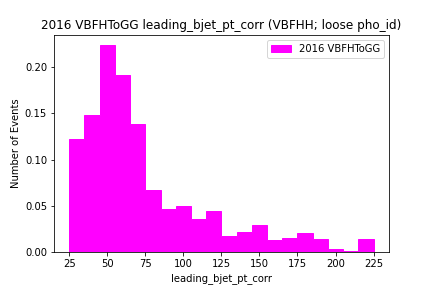 2016 VBFHToGG leading_bjet_pt_corr (VBFHH; loose pho_id)
2016 VBFHToGG
Number of Events
0.20
0.15
0.10
0.05
0.00
25 50 75 100 125 150 175 200 225
leading_bjet_pt_corr